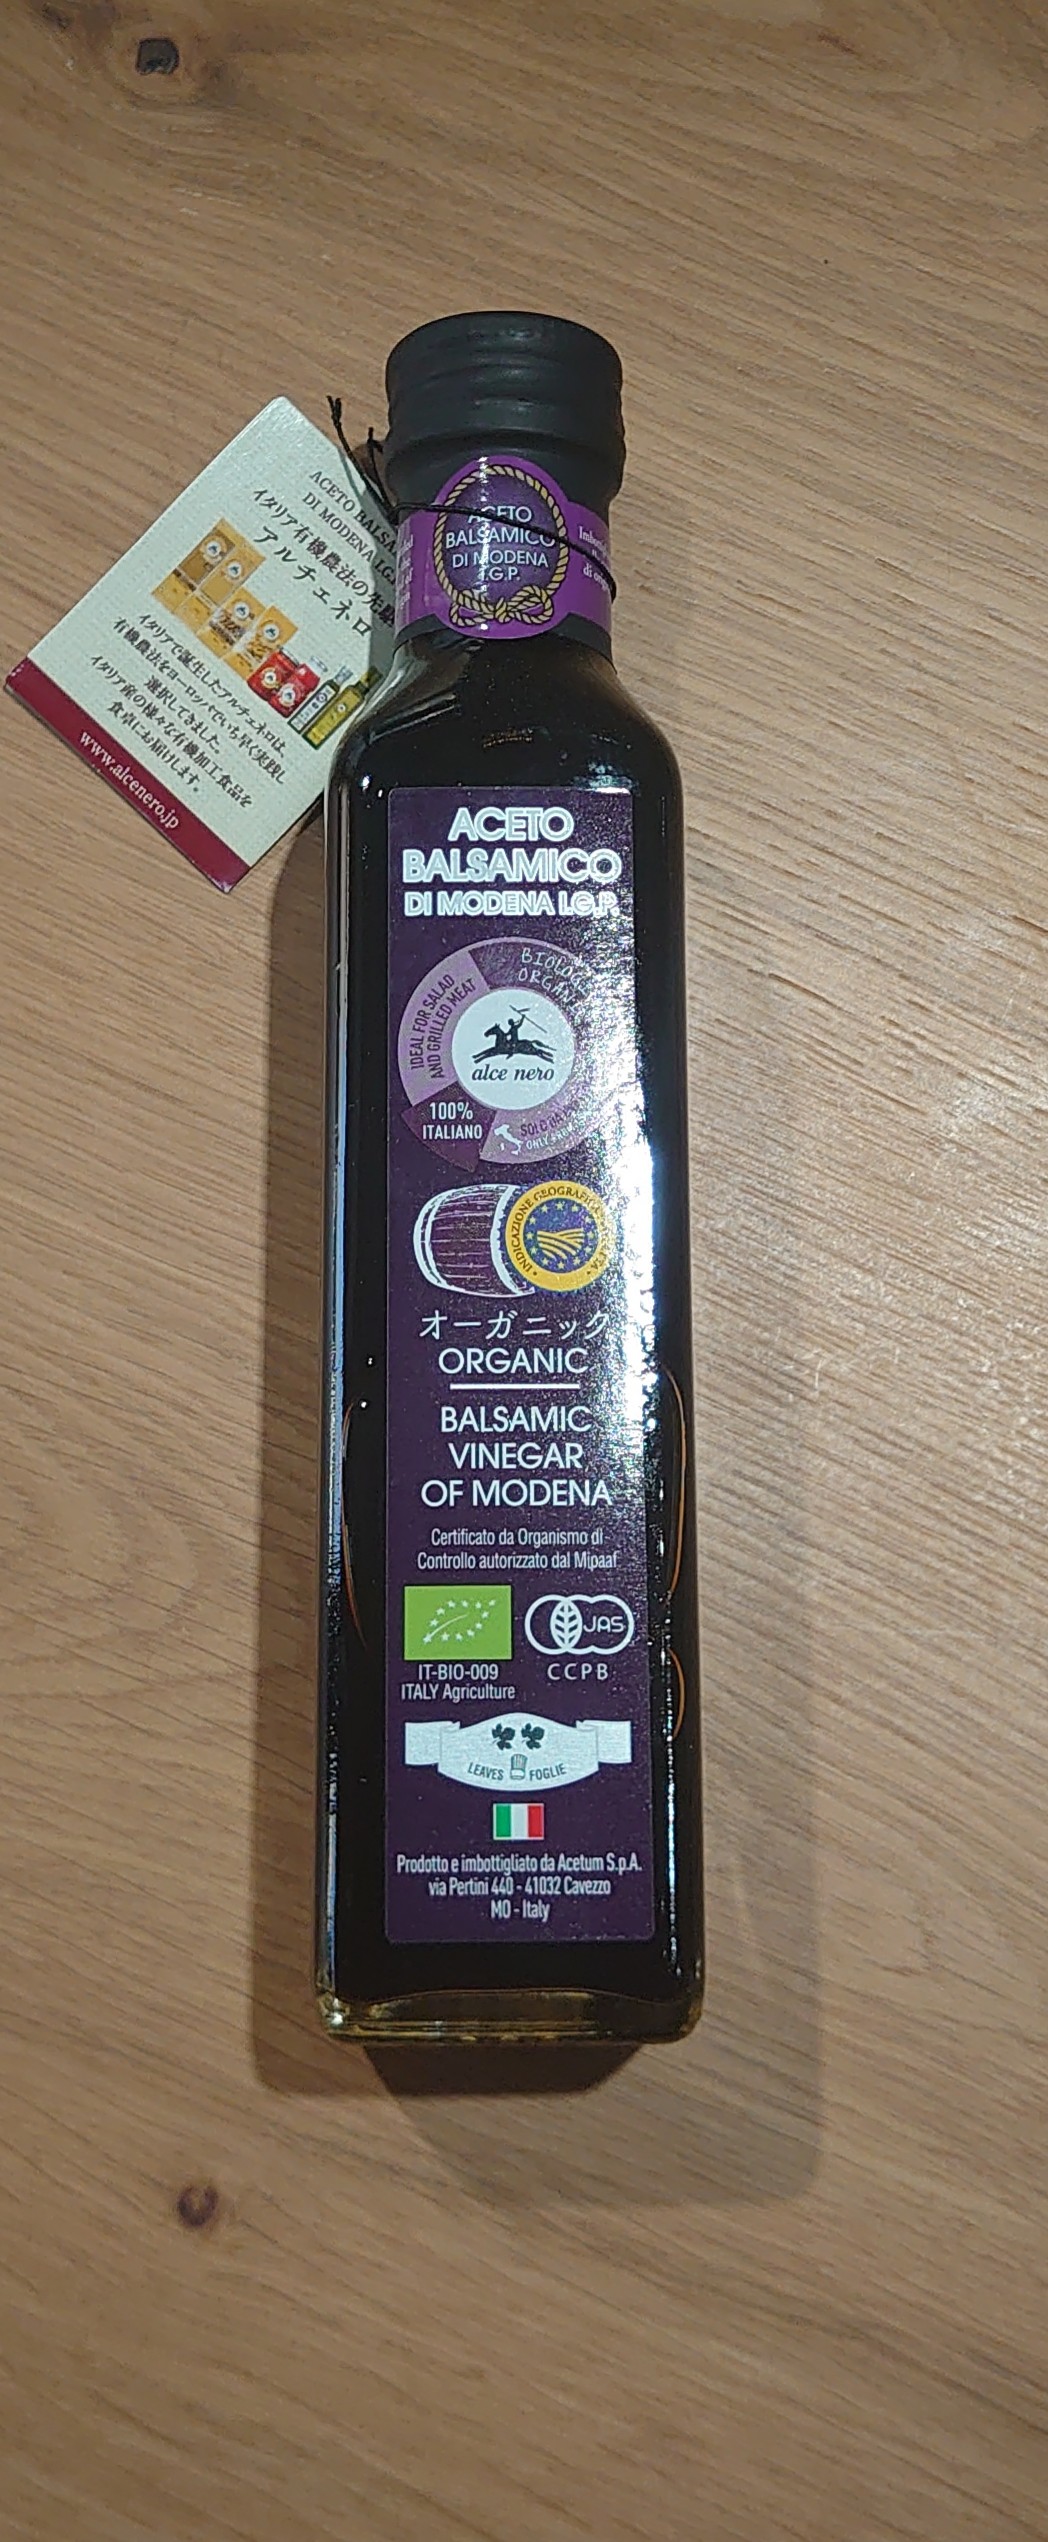 ACETO
BALSAMICO
DI MODENA I.G.P.
ACETO
DI MODENA I.G.
イタリア有機農法の
アルチェネロ
イタリアで誕生したアルチェネロは、
有機農法をヨーロッパでいち早く実践し
選択してきました。
イタリア産の様々な有機加工食品を
食卓にお届けします。
www.alcenero.jp
ACETO
BALSAMICO
DI MODENA I.G.P.
IDEAL FOR SALAD
AND GRILLED MEAT
alce nero
100%
ITALIANO
INDICAZIONE GEOGRAFICA
オーガニック
ORGANIC
BALSAMIC
VINEGAR
OF MODENA
Certificato da Organismo di
Controllo autorizzato dal Mipaaf
JAS
IT-BIO-009
CCPB
ITALY Agriculture
LEAVES FOGLIE
Prodotto e imbottigliato da Acetum S.p.A.
via Pertini 440 - 41032 Cavezzo
MO - Italy